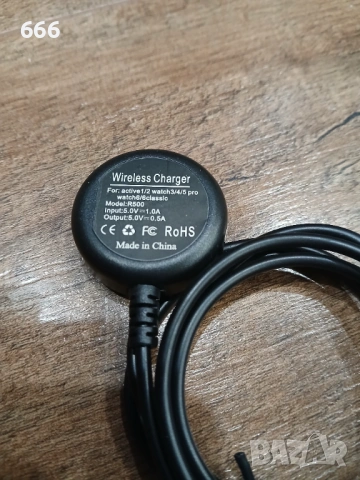 666
Wireless Charger
For: active1/2 watch3/4/5 pro
watch6/6classic
Model:R500
Input:5.0V⎓1.0A
Output:5.0V⎓0.5A
CE FC RoHS
Made in China
BAZAR